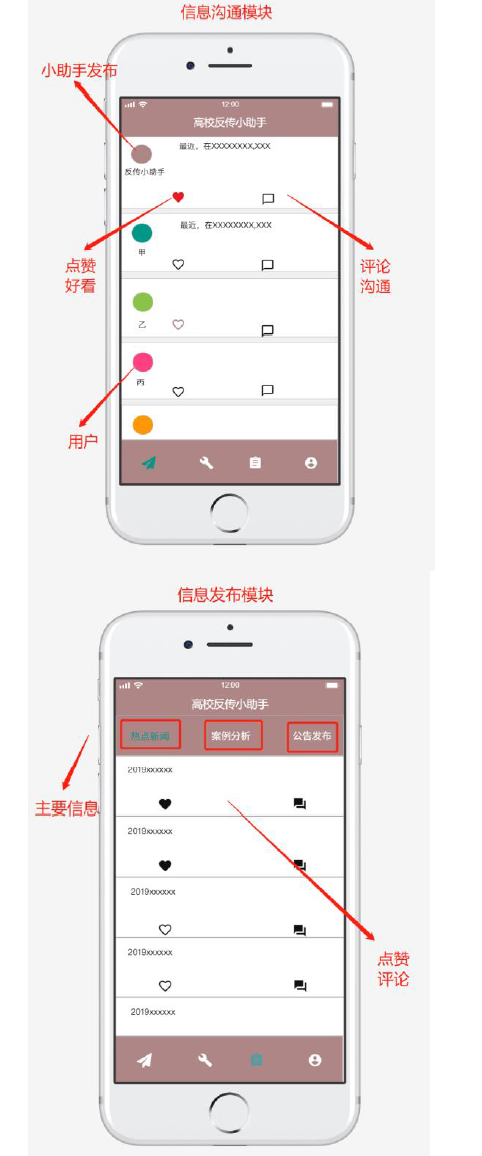 信息沟通模块
小助手发布
12:00
高校反传小助手
最近，在XXXXXXXX,XXX
反传小助手
点赞
好看
评论
沟通
最近，在XXXXXXXX,XXX
甲
乙
丙
用户
信息发布模块
12:00
高校反传小助手
热点新闻 案例分析 公告发布
主要信息
2019xxxxxx
2019xxxxxx
2019xxxxxx
2019xxxxxx
点赞
评论
2019xxxxxx